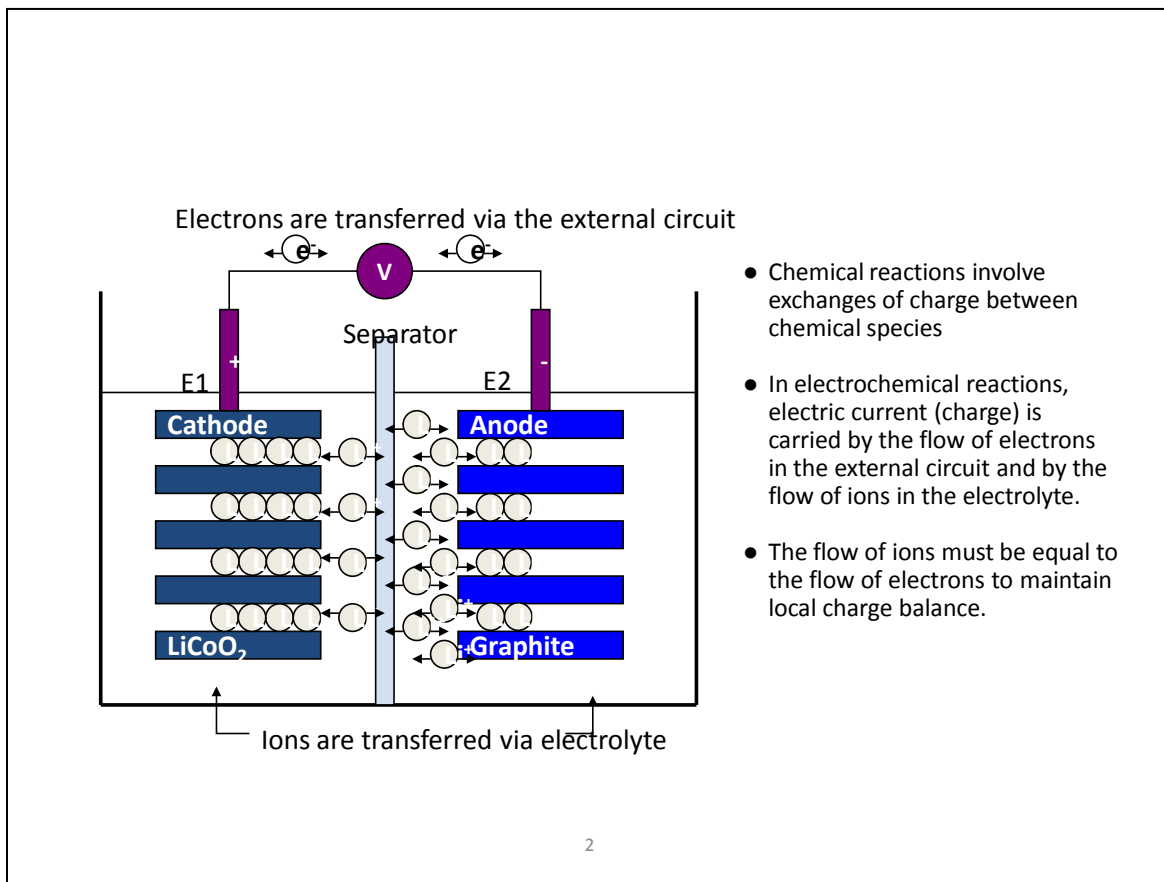 Electrons are transferred via the external circuit
e⁻
e⁻
V
Separator
+
-
E1
E2
Cathode
Anode
LiCoO₂
Graphite
Ions are transferred via electrolyte
● Chemical reactions involve
exchanges of charge between
chemical species
● In electrochemical reactions,
electric current (charge) is
carried by the flow of electrons
in the external circuit and by the
flow of ions in the electrolyte.
● The flow of ions must be equal to
the flow of electrons to maintain
local charge balance.
2